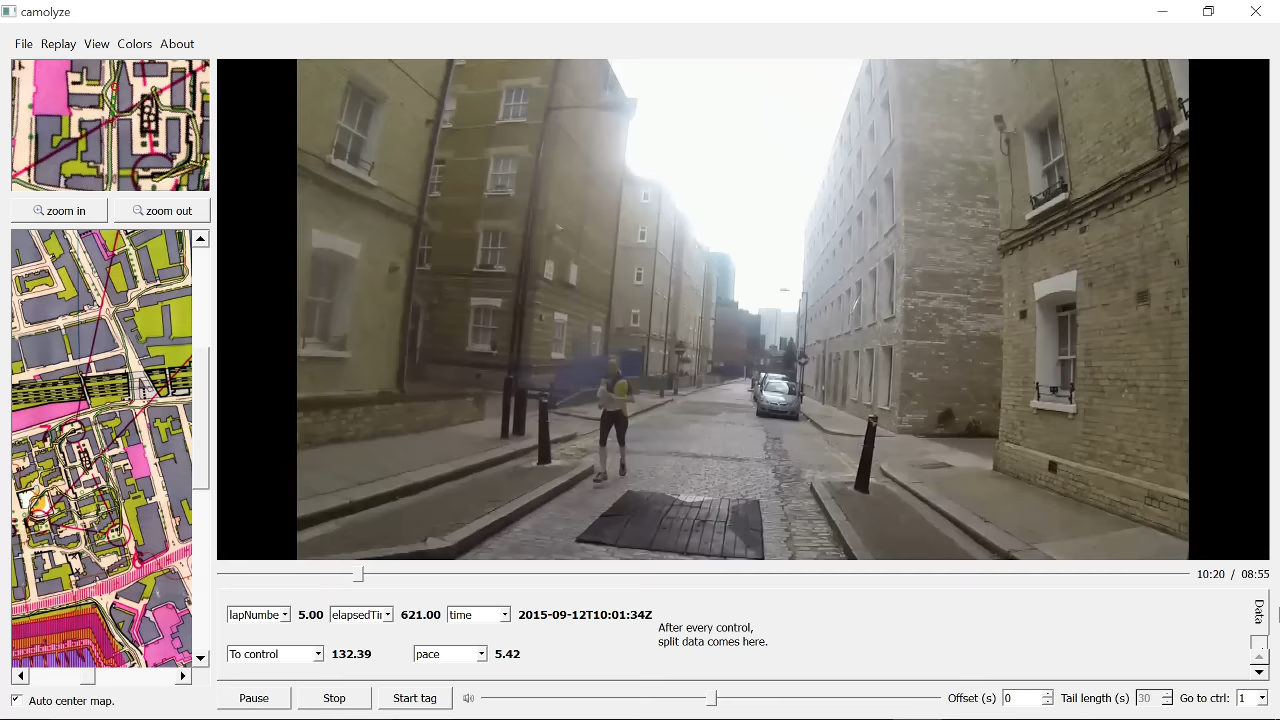 camolyze
File Replay View Colors About
zoom in zoom out
10:20 / 08:55
lapNumbe 5.00 elapsedTir 621.00 time 2015-09-12T10:01:34Z
After every control,
split data comes here.
To control 132.39 pace 5.42
Data
Auto center map.
Pause Stop Start tag Offset (s) 0 Tail length (s) 30 Go to ctrl: 1